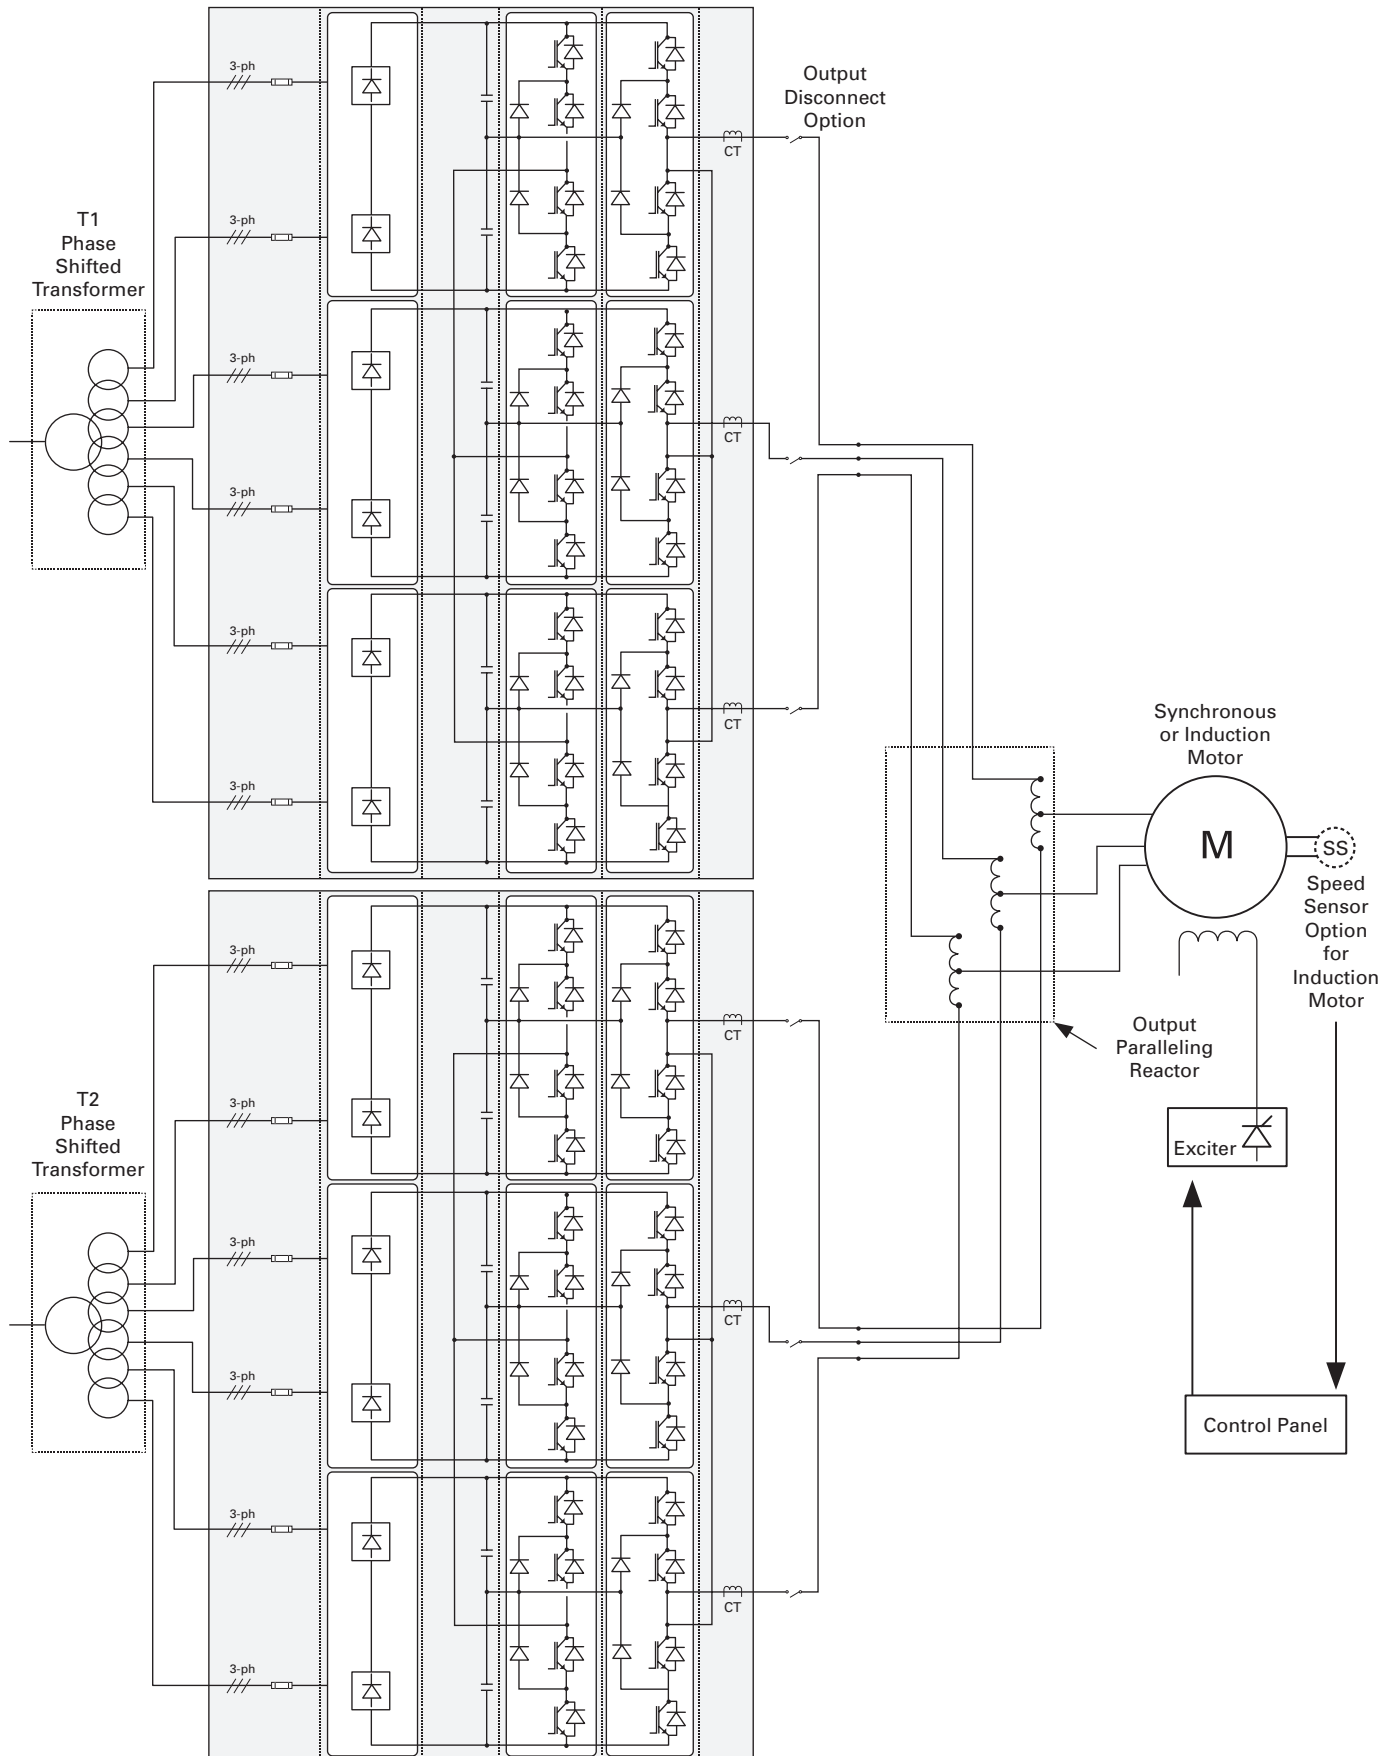 3-ph
Output
Disconnect
Option
CT
3-ph
T1
Phase
Shifted
Transformer
3-ph
CT
3-ph
3-ph
CT
3-ph
Synchronous
or Induction
Motor
M
SS
Speed
Sensor
Option
for
Induction
Motor
3-ph
CT
Output
Paralleling
Reactor
3-ph
T2
Phase
Shifted
Transformer
Exciter
3-ph
CT
3-ph
Control Panel
3-ph
CT
3-ph